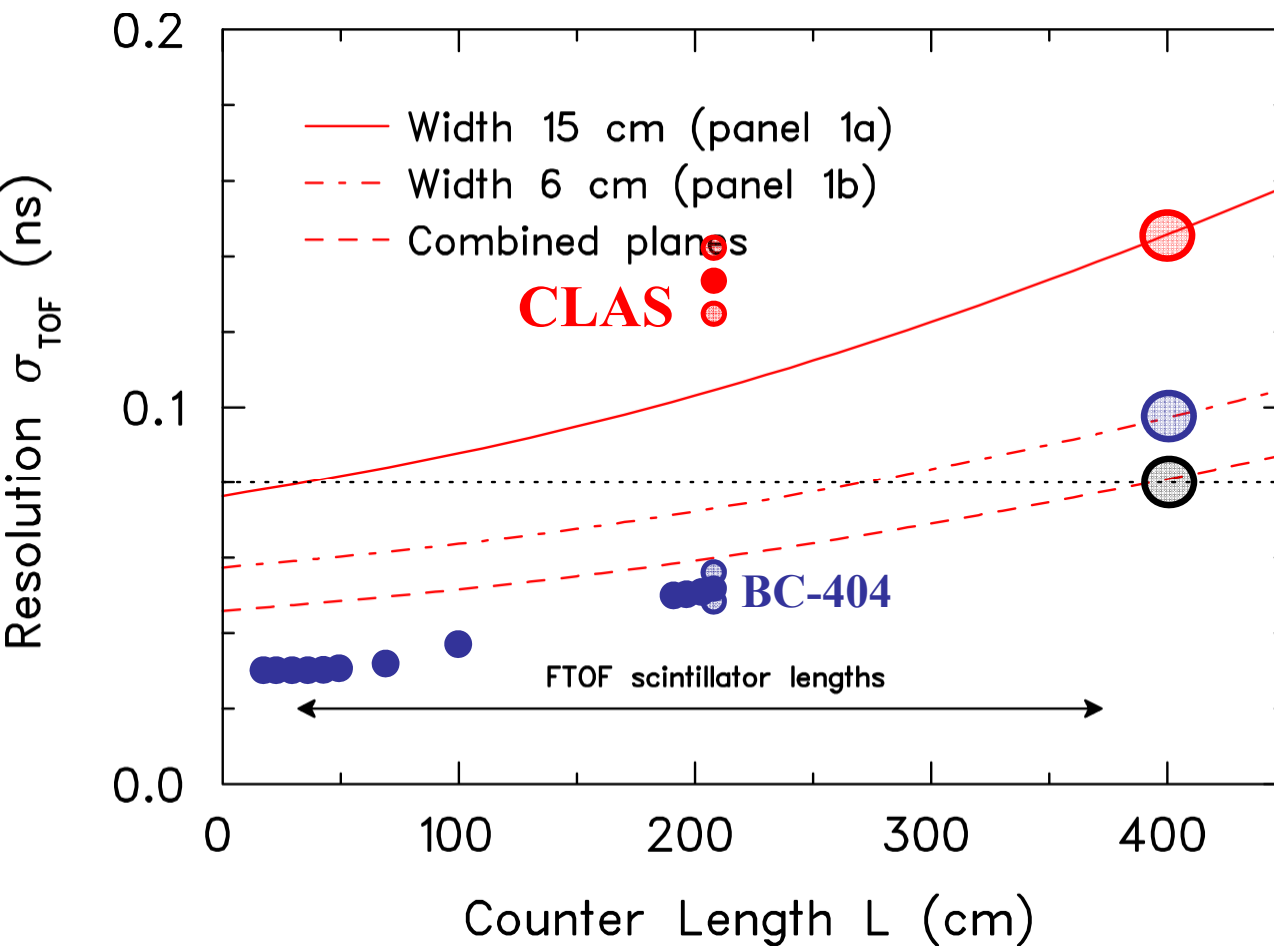 0.2
Width 15 cm (panel 1a)
Width 6 cm (panel 1b)
Combined planes
CLAS
0.1
Resolution σTOF (ns)
BC-404
FTOF scintillator lengths
0.0
0 100 200 300 400
Counter Length L (cm)